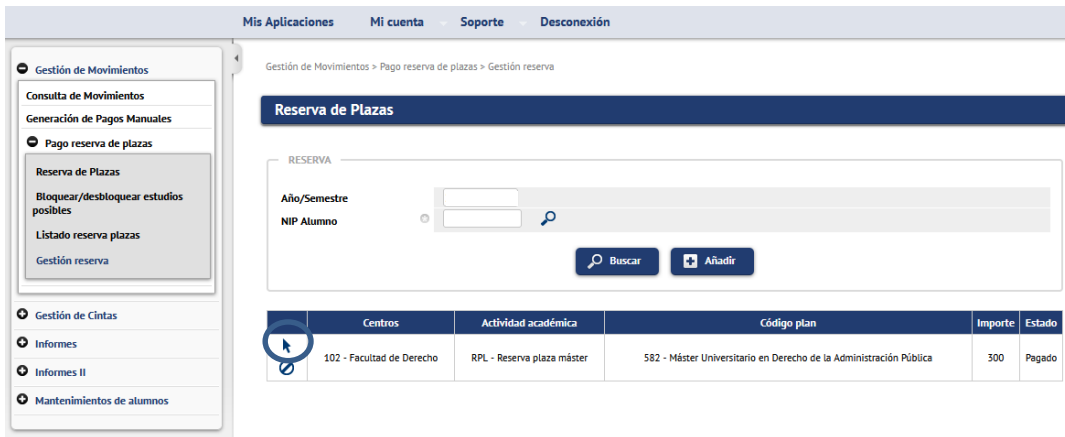 Mis Aplicaciones Mi cuenta Soporte Desconexión
Gestión de Movimientos
Consulta de Movimientos
Generación de Pagos Manuales
Pago reserva de plazas
Reserva de Plazas
Bloquear/desbloquear estudios
posibles
Listado reserva plazas
Gestión reserva
Gestión de Cintas
Informes
Informes II
Mantenimientos de alumnos
Gestión de Movimientos > Pago reserva de plazas > Gestión reserva
Reserva de Plazas
RESERVA
Año/Semestre
NIP Alumno
Buscar Añadir
Centros Actividad académica Código plan Importe Estado
102 - Facultad de Derecho RPL - Reserva plaza máster 582 - Máster Universitario en Derecho de la Administración Pública 300 Pagado